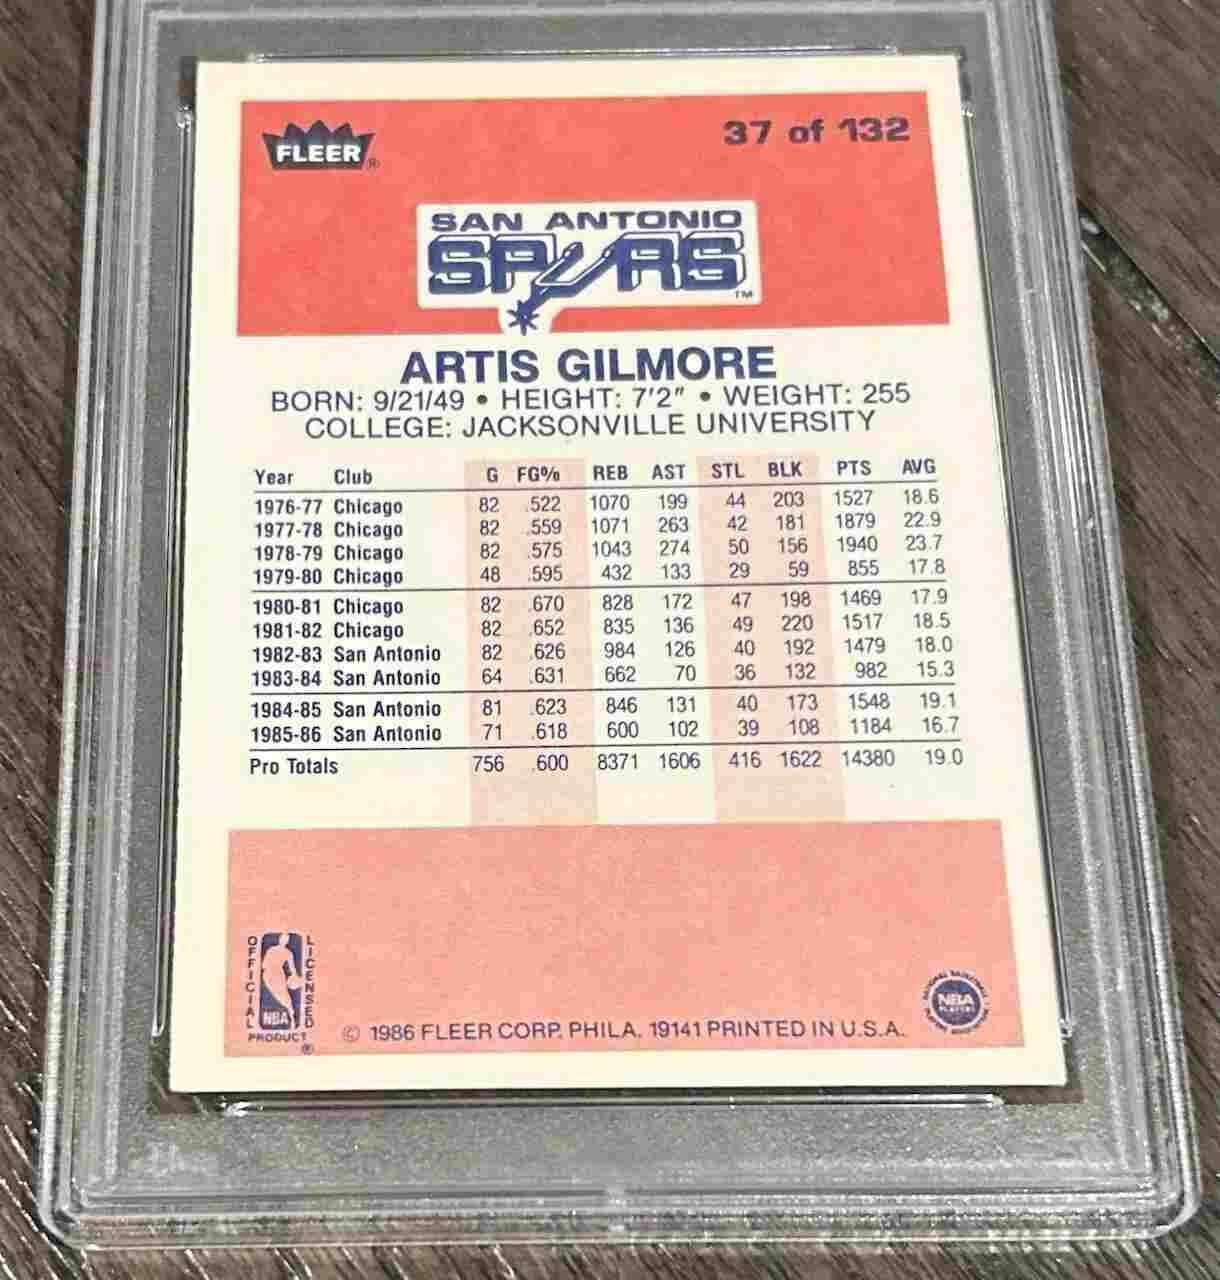 FLEER®
37 of 132
SAN ANTONIO
SPURS™
ARTIS GILMORE
BORN: 9/21/49 • HEIGHT: 7'2" • WEIGHT: 255
COLLEGE: JACKSONVILLE UNIVERSITY
Year Club G FG% REB AST STL BLK PTS AVG
1976-77 Chicago 82 .522 1070 199 44 203 1527 18.6
1977-78 Chicago 82 .559 1071 263 42 181 1879 22.9
1978-79 Chicago 82 .575 1043 274 50 156 1940 23.7
1979-80 Chicago 48 .595 432 133 29 59 855 17.8
1980-81 Chicago 82 .670 828 172 47 198 1469 17.9
1981-82 Chicago 82 .652 835 136 49 220 1517 18.5
1982-83 San Antonio 82 .626 984 126 40 192 1479 18.0
1983-84 San Antonio 64 .631 662 70 36 132 982 15.3
1984-85 San Antonio 81 .623 846 131 40 173 1548 19.1
1985-86 San Antonio 71 .618 600 102 39 108 1184 16.7
Pro Totals 756 .600 8371 1606 416 1622 14380 19.0
OFFICIAL LICENSED
NBA
PRODUCT®
© 1986 FLEER CORP. PHILA. 19141 PRINTED IN U.S.A.
NATIONAL BASKETBALL
NBA
PLAYERS
PLAYERS ASSOCIATION